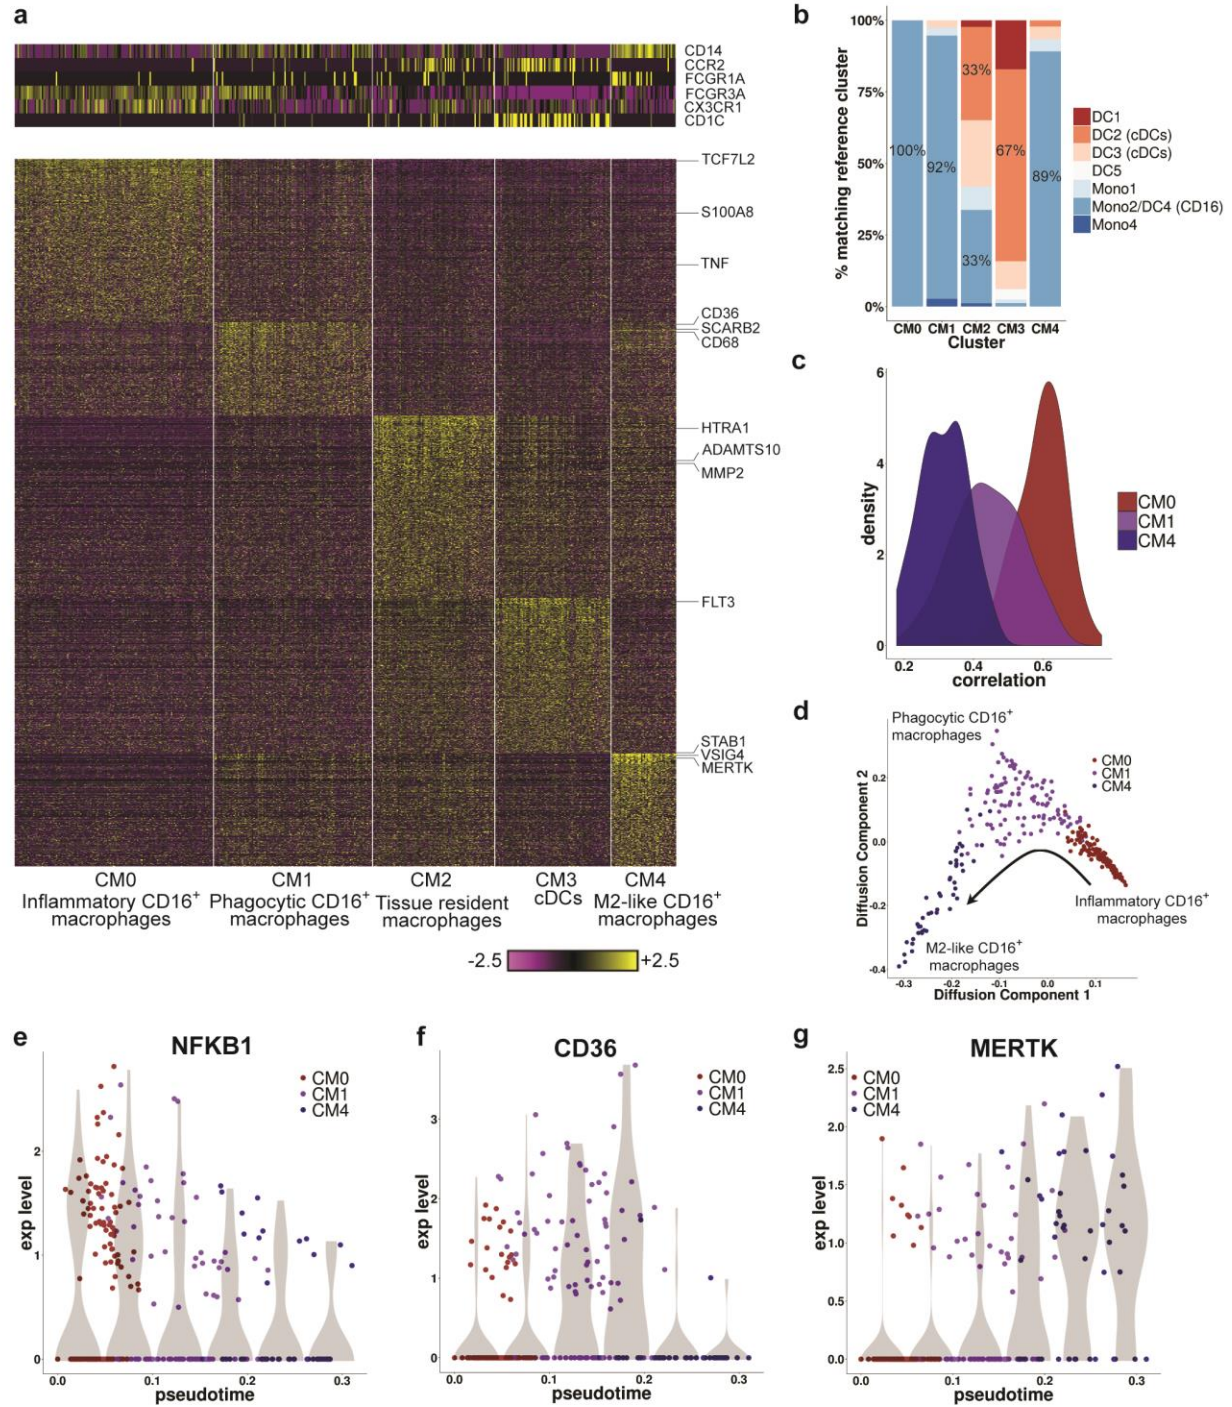 a
CD14
CCR2
FCGR1A
FCGR3A
CX3CR1
CD1C
TCF7L2
S100A8
TNF
CD36
SCARB2
CD68
HTRA1
ADAMTS10
MMP2
FLT3
STAB1
VSIG4
MERTK
CM0
Inflammatory CD16+
macrophages
CM1
Phagocytic CD16+
macrophages
CM2
Tissue resident
macrophages
CM3
cDCs
CM4
M2-like CD16+
macrophages
-2.5
+2.5
b
% matching reference cluster
100%
75%
50%
25%
0%
100%
92%
33%
33%
67%
89%
CM0 CM1 CM2 CM3 CM4
Cluster
DC1
DC2 (cDCs)
DC3 (cDCs)
DC5
Mono1
Mono2/DC4 (CD16)
Mono4
c
density
6
4
2
0
0.2 0.4 0.6
correlation
CM0
CM1
CM4
d
Phagocytic CD16+
macrophages
CM0
CM1
CM4
Diffusion Component 2
0.2
0.0
-0.2
-0.4
Inflammatory CD16+
macrophages
M2-like CD16+
macrophages
-0.3 -0.2 -0.1 0.0 0.1
Diffusion Component 1
e
NFKB1
CM0
CM1
CM4
exp level
2
1
0
0.0 0.1 0.2 0.3
pseudotime
f
CD36
CM0
CM1
CM4
exp level
3
2
1
0
0.0 0.1 0.2 0.3
pseudotime
g
MERTK
CM0
CM1
CM4
exp level
2.5
2.0
1.5
1.0
0.5
0.0
0.0 0.1 0.2 0.3
pseudotime